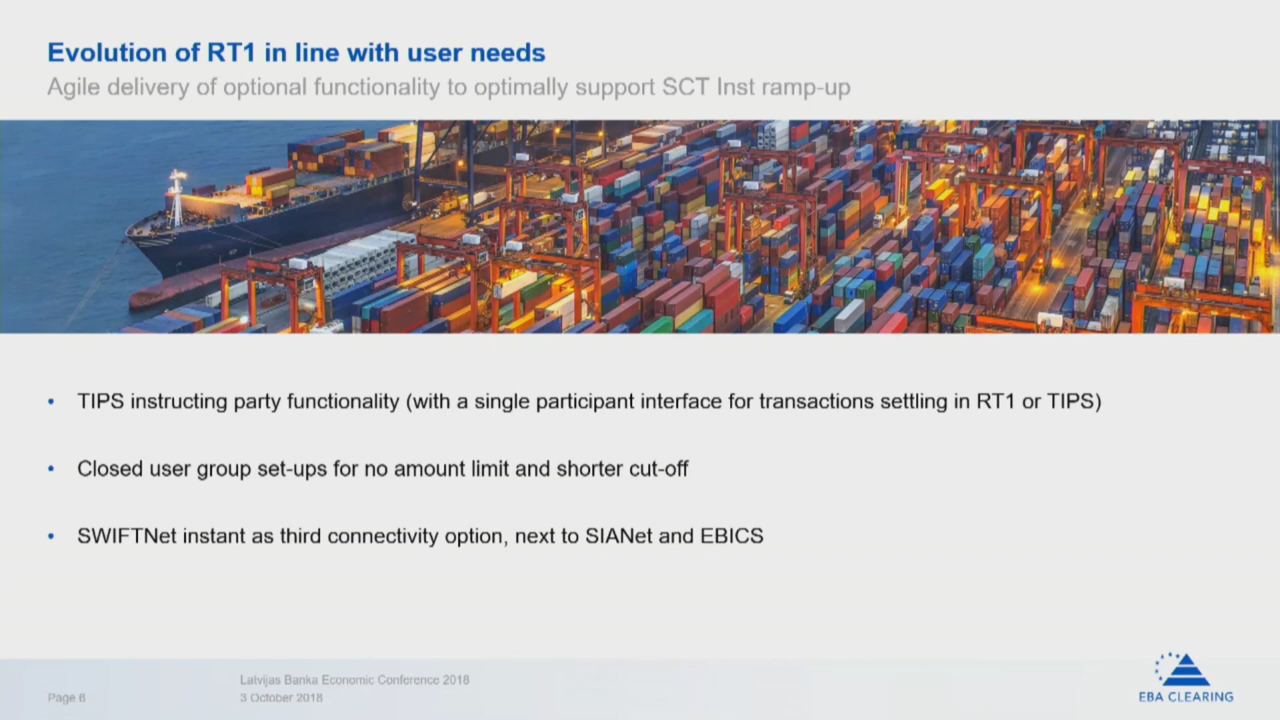 Evolution of RT1 in line with user needs
Agile delivery of optional functionality to optimally support SCT Inst ramp-up
• TIPS instructing party functionality (with a single participant interface for transactions settling in RT1 or TIPS)
• Closed user group set-ups for no amount limit and shorter cut-off
• SWIFTNet instant as third connectivity option, next to SIANet and EBICS
Latvijas Banka Economic Conference 2018
Page 6
3 October 2018
EBA CLEARING